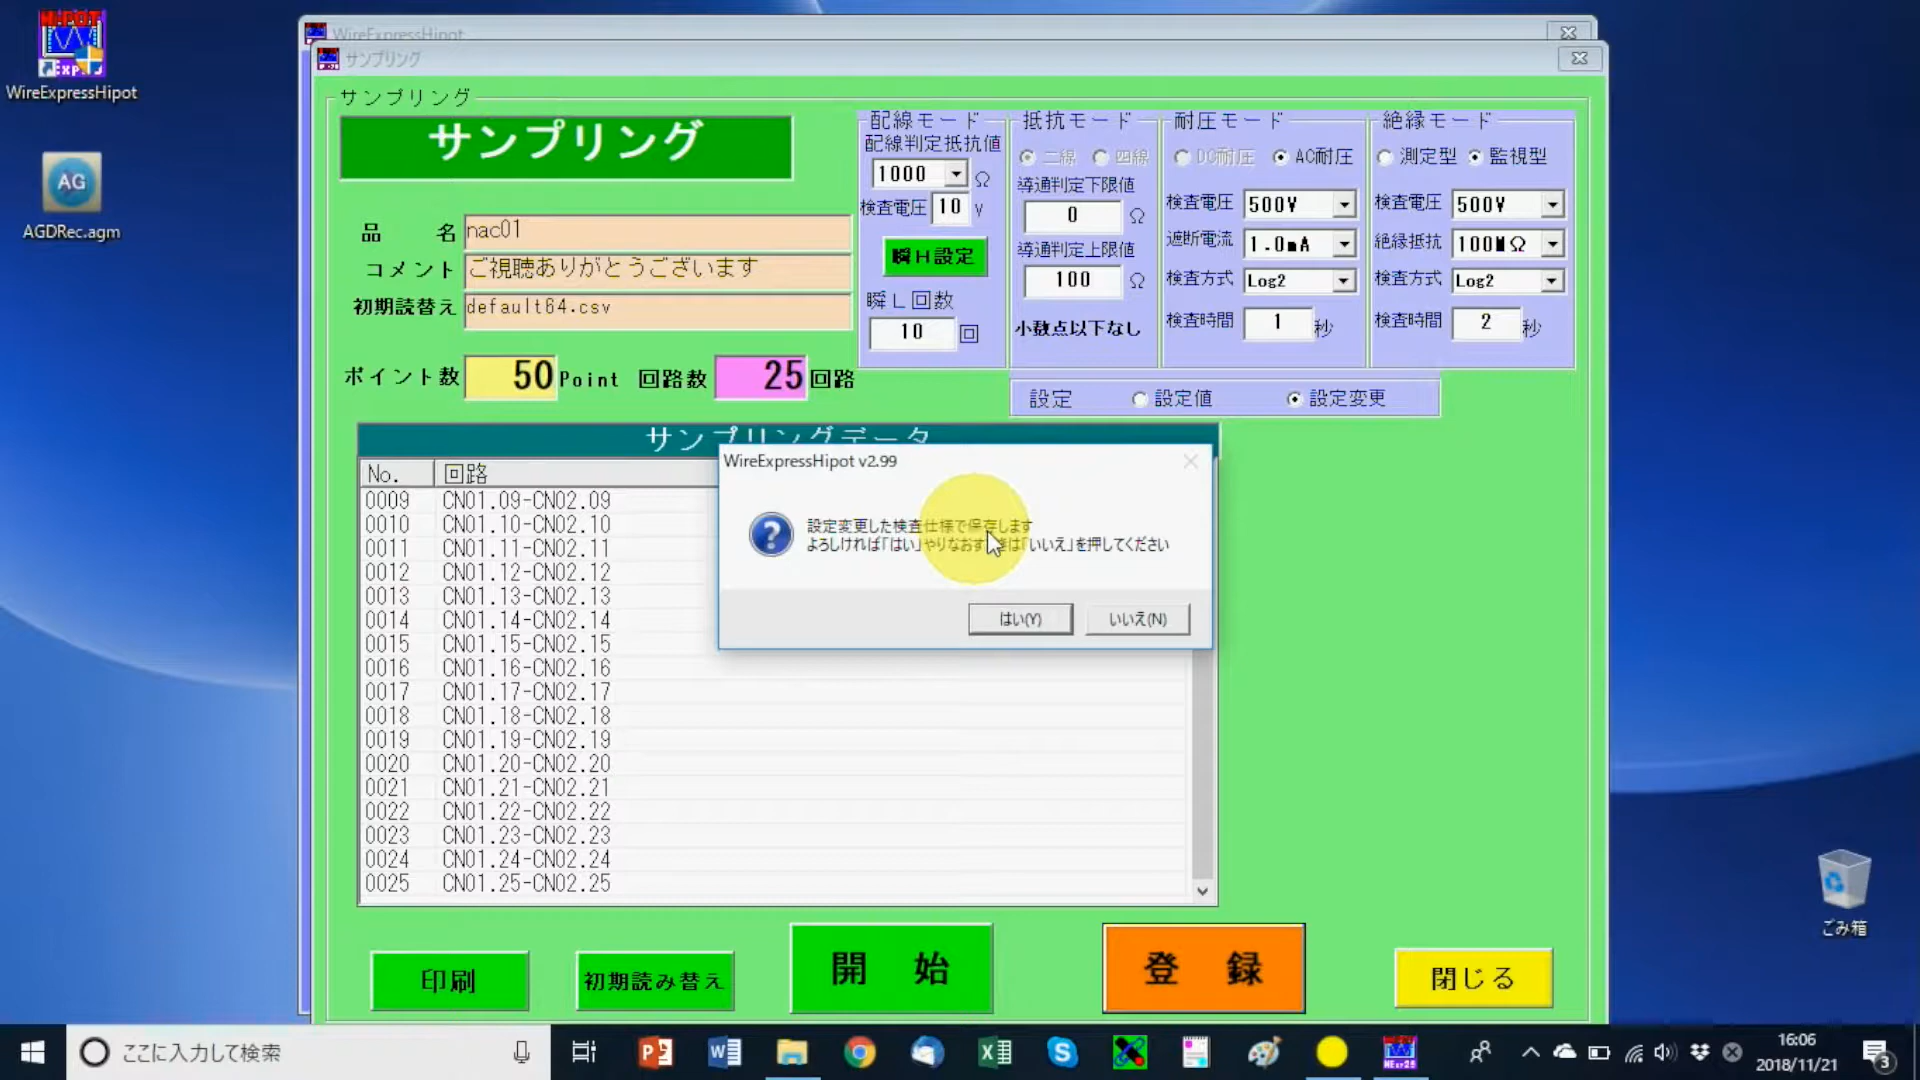 WireExpressHipot
AGDRec.agm
WireExpressHipot
サンプリング
サンプリング
サンプリング
品 名 nac01
コメント ご視聴ありがとうございます
初期読替え default64.csv
ポイント数 50 Point 回路数 25 回路
配線モード
配線判定抵抗値
1000 Ω
検査電圧 10 V
瞬H設定
瞬L回数
10 回
抵抗モード
二線 四線
導通判定下限値
0 Ω
導通判定上限値
100 Ω
小数点以下なし
耐圧モード
DC耐圧 AC耐圧
検査電圧 500V
遮断電流 1.0mA
検査方式 Log2
検査時間 1 秒
絶縁モード
測定型 監視型
検査電圧 500V
絶縁抵抗 100MΩ
検査方式 Log2
検査時間 2 秒
設定 設定値 設定変更
サンプリングデータ
No. 回路
0009 CN01.09-CN02.09
0010 CN01.10-CN02.10
0011 CN01.11-CN02.11
0012 CN01.12-CN02.12
0013 CN01.13-CN02.13
0014 CN01.14-CN02.14
0015 CN01.15-CN02.15
0016 CN01.16-CN02.16
0017 CN01.17-CN02.17
0018 CN01.18-CN02.18
0019 CN01.19-CN02.19
0020 CN01.20-CN02.20
0021 CN01.21-CN02.21
0022 CN01.22-CN02.22
0023 CN01.23-CN02.23
0024 CN01.24-CN02.24
0025 CN01.25-CN02.25
WireExpressHipot v2.99
設定変更した検査仕様で保存します
よろしければ「はい」やりなおす は「いいえ」を押してください
はい(Y) いいえ(N)
印刷 初期読み替え 開 始 登 録 閉じる
ごみ箱
ここに入力して検索
16:06
2018/11/21
3